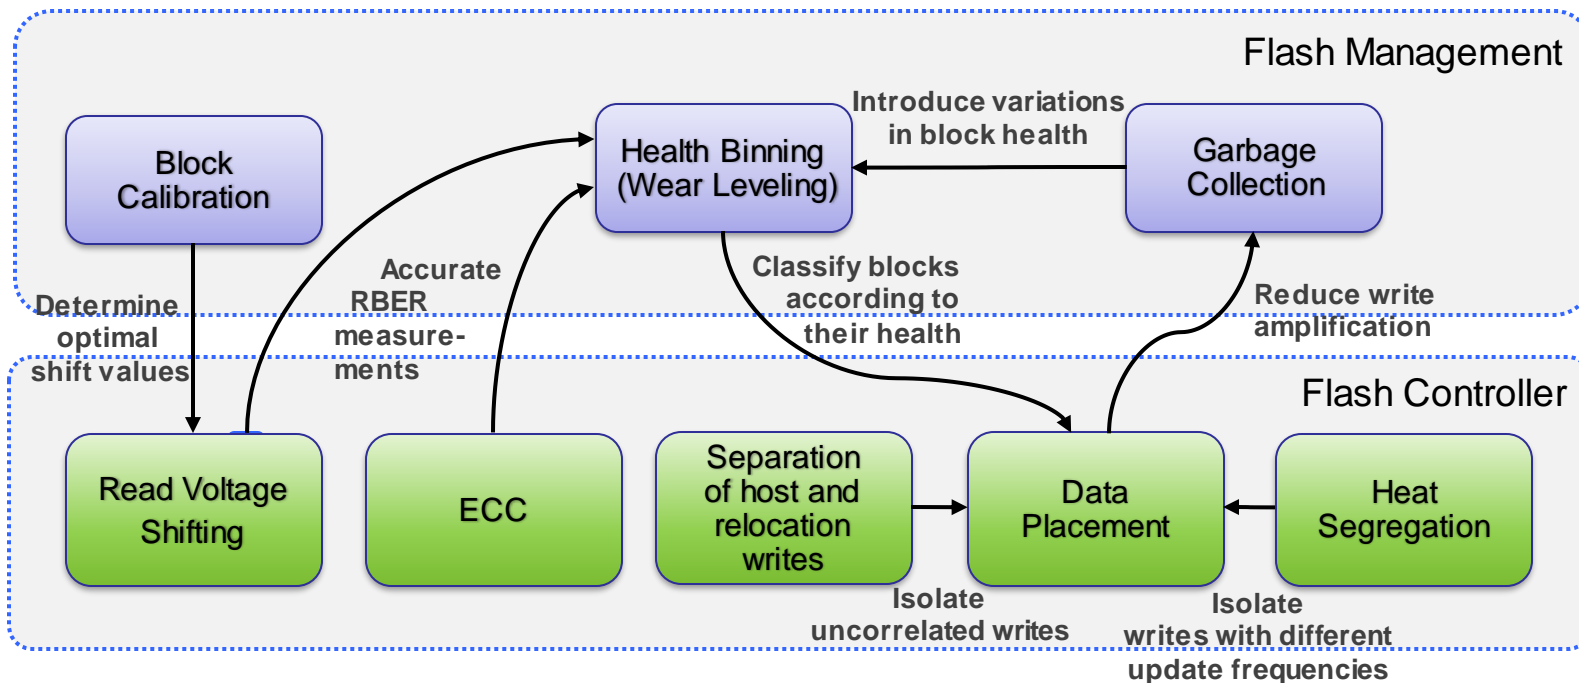 Flash Management
Block
Calibration
Health Binning
(Wear Leveling)
Introduce variations
in block health
Garbage
Collection
Determine
optimal
shift values
Accurate
RBER
measure-
ments
Classify blocks
according to
their health
Reduce write
amplification
Flash Controller
Read Voltage
Shifting
ECC
Separation
of host and
relocation
writes
Data
Placement
Heat
Segregation
Isolate
uncorrelated writes
Isolate
writes with different
update frequencies